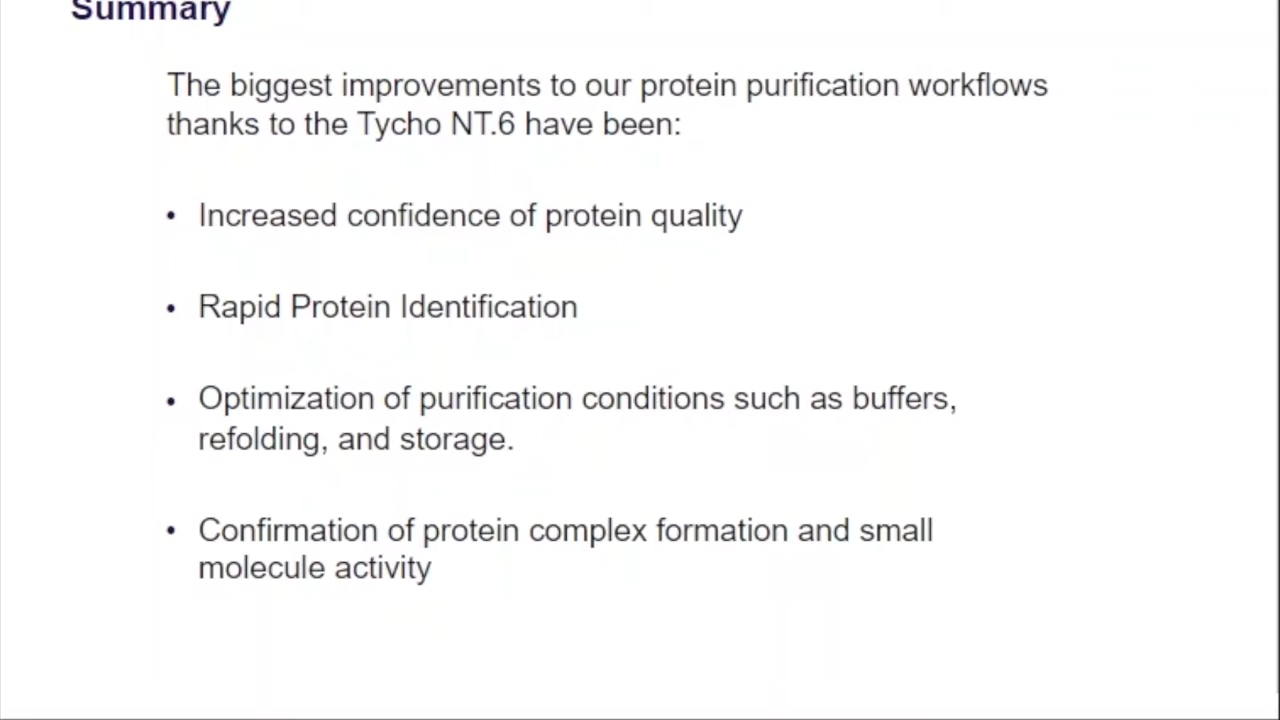 Summary
The biggest improvements to our protein purification workflows
thanks to the Tycho NT.6 have been:
• Increased confidence of protein quality
• Rapid Protein Identification
• Optimization of purification conditions such as buffers,
refolding, and storage.
• Confirmation of protein complex formation and small
molecule activity